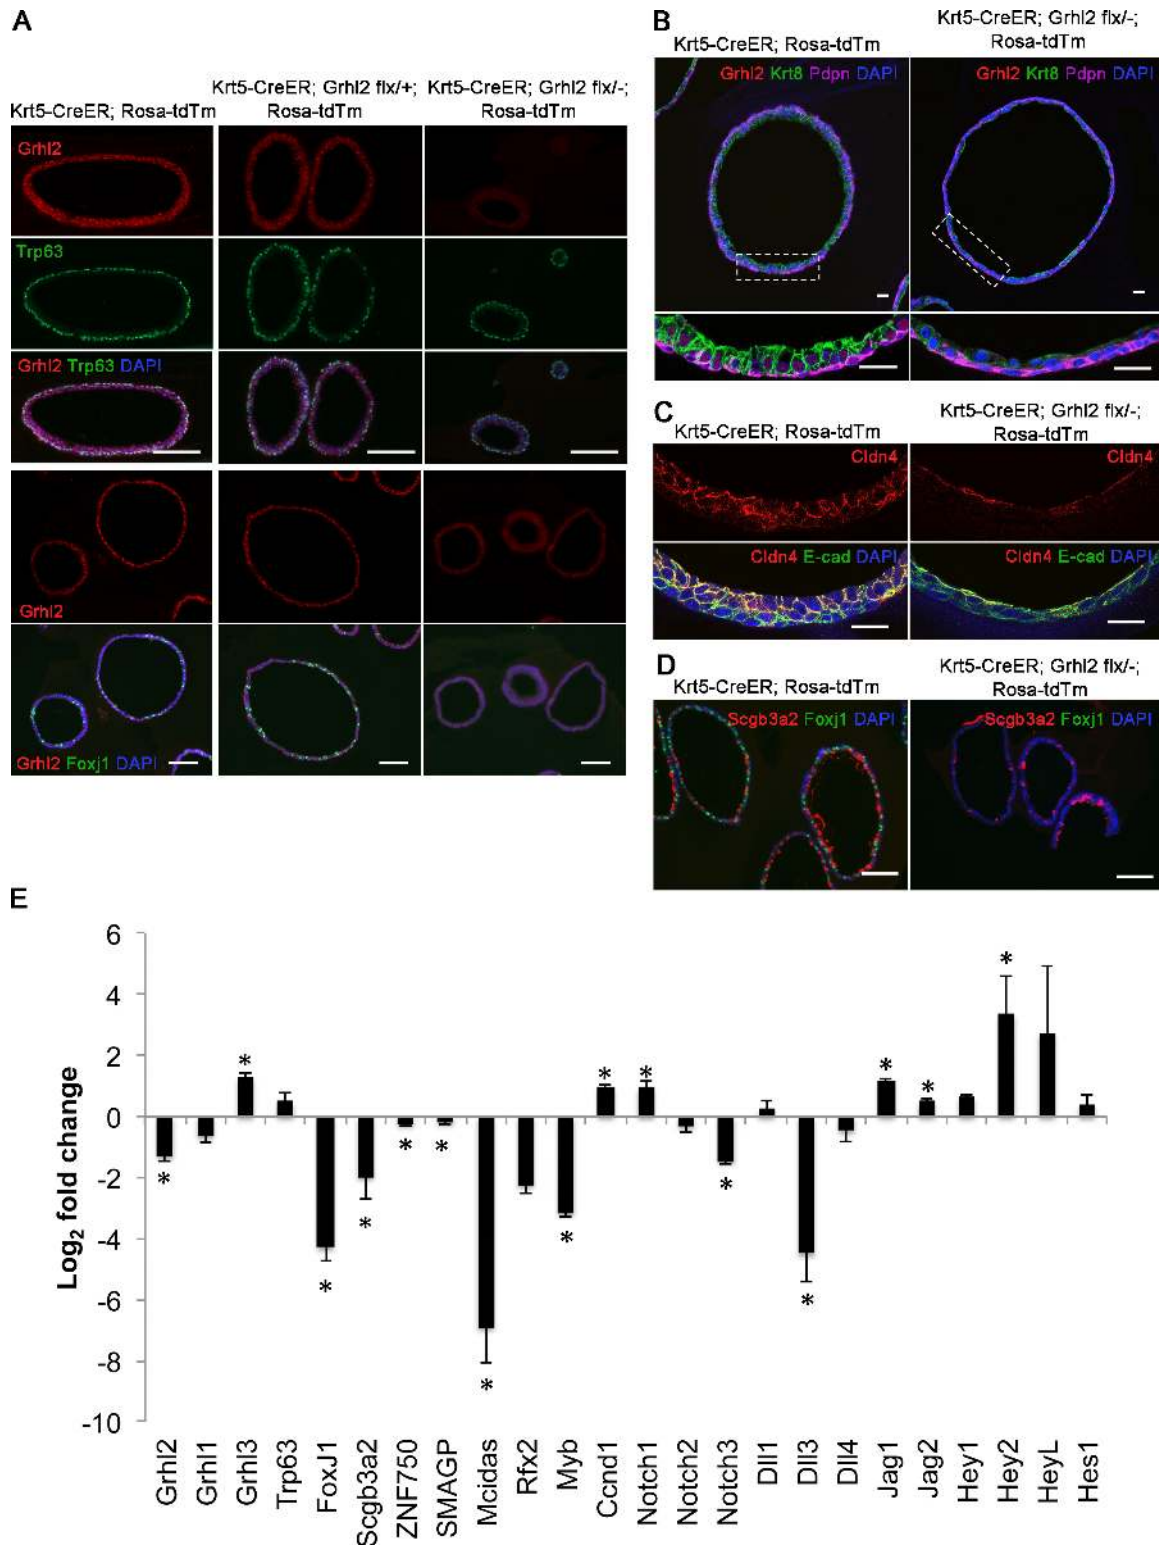 A
Krt5-CreER; Rosa-tdTm
Krt5-CreER; Grhl2 flx/+;
Rosa-tdTm
Krt5-CreER; Grhl2 flx/-;
Rosa-tdTm
Grhl2
Trp63
Grhl2 Trp63 DAPI
Grhl2
Grhl2 Foxj1 DAPI
B
Krt5-CreER; Rosa-tdTm
Krt5-CreER; Grhl2 flx/-;
Rosa-tdTm
Grhl2 Krt8 Pdpn DAPI
Grhl2 Krt8 Pdpn DAPI
C
Krt5-CreER; Rosa-tdTm
Krt5-CreER; Grhl2 flx/-;
Rosa-tdTm
Cldn4
Cldn4
Cldn4 E-cad DAPI
Cldn4 E-cad DAPI
D
Krt5-CreER; Rosa-tdTm
Krt5-CreER; Grhl2 flx/-;
Rosa-tdTm
Scgb3a2 Foxj1 DAPI
Scgb3a2 Foxj1 DAPI
E
Log2 fold change
6
4
2
0
-2
-4
-6
-8
-10
* * * * * * * * * * * * * * *
Grhl2
Grhl1
Grhl3
Trp63
FoxJ1
Scgb3a2
ZNF750
SMAGP
Mcidas
Rfx2
Myb
Ccnd1
Notch1
Notch2
Notch3
Dll1
Dll3
Dll4
Jag1
Jag2
Hey1
Hey2
HeyL
Hes1